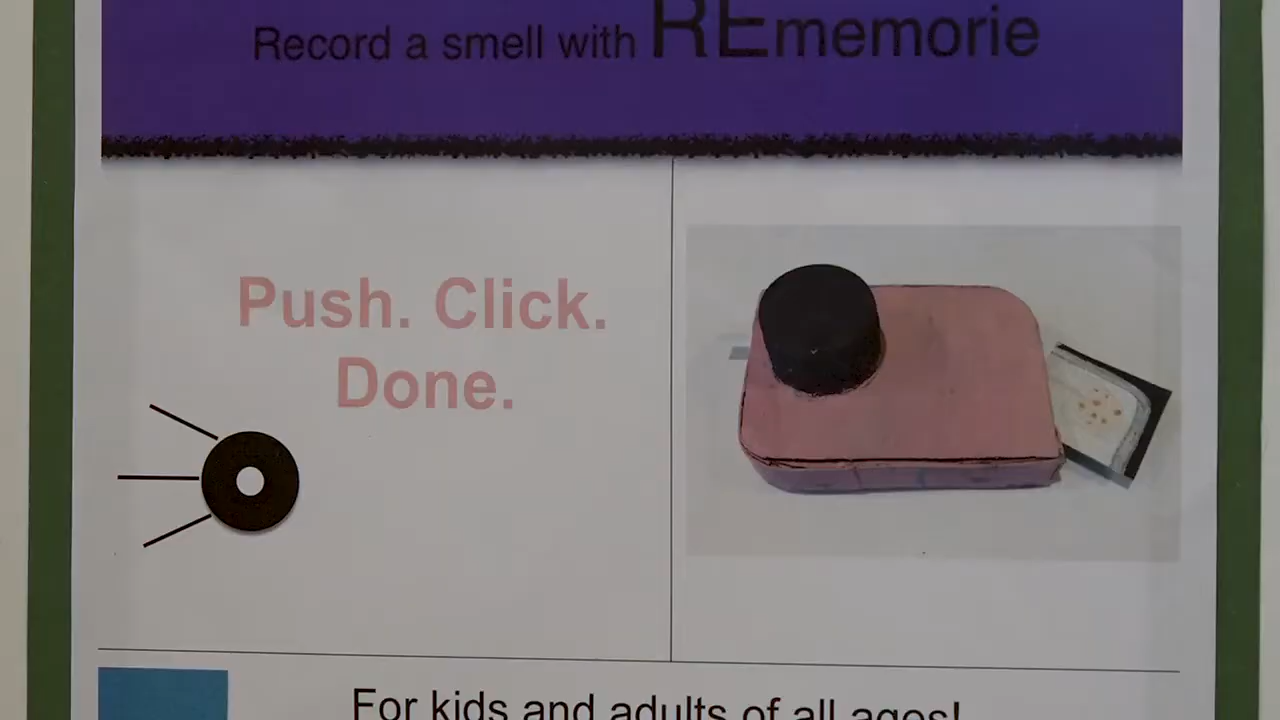 Record a smell with REmemorie
Push. Click.
Done.
For kids and adults of all ages!